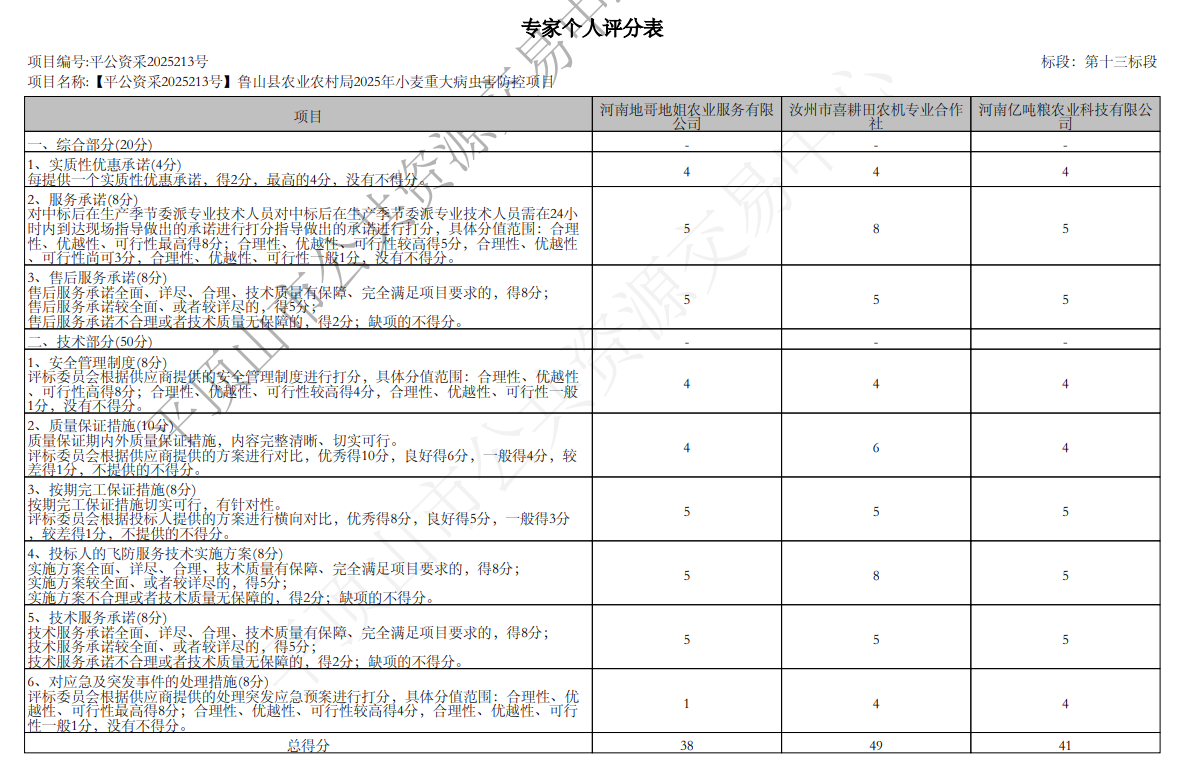 专家个人评分表
项目编号:平公资采2025213号
标段：第十三标段
项目名称:【平公资采2025213号】鲁山县农业农村局2025年小麦重大病虫害防控项目
项目
河南地哥地姐农业服务有限
公司
汝州市喜耕田农机专业合作
社
河南亿吨粮农业科技有限公
司
一、综合部分(20分)
-
-
-
1、实质性优惠承诺(4分)
每提供一个实质性优惠承诺，得2分，最高的4分，没有不得分。
4
4
4
2、服务承诺(8分)
对中标后在生产季节委派专业技术人员对中标后在生产季节委派专业技术人员需在24小
时内到达现场指导做出的承诺进行打分指导做出的承诺进行打分，具体分值范围：合理
性、优越性、可行性最高得8分；合理性、优越性、可行性较高得5分，合理性、优越性
、可行性尚可3分，合理性、优越性、可行性一般1分，没有不得分。
5
8
5
3、售后服务承诺(8分)
售后服务承诺全面、详尽、合理、技术质量有保障、完全满足项目要求的，得8分；
售后服务承诺较全面、或者较详尽的，得5分；
售后服务承诺不合理或者技术质量无保障的，得2分；缺项的不得分。
5
5
5
二、技术部分(50分)
-
-
-
1、安全管理制度(8分)
评标委员会根据供应商提供的安全管理制度进行打分，具体分值范围：合理性、优越性
、可行性高得8分；合理性、优越性、可行性较高得4分，合理性、优越性、可行性一般
1分，没有不得分。
4
4
4
2、质量保证措施(10分)
质量保证期内外质量保证措施，内容完整清晰、切实可行。
评标委员会根据供应商提供的方案进行对比，优秀得10分，良好得6分，一般得4分，较
差得1分，不提供的不得分。
4
6
4
3、按期完工保证措施(8分)
按期完工保证措施切实可行，有针对性。
评标委员会根据投标人提供的方案进行横向对比，优秀得8分，良好得5分，一般得3分
，较差得1分，不提供的不得分。
5
5
5
4、投标人的飞防服务技术实施方案(8分)
实施方案全面、详尽、合理、技术质量有保障、完全满足项目要求的，得8分；
实施方案较全面、或者较详尽的，得5分；
实施方案不合理或者技术质量无保障的，得2分；缺项的不得分。
5
8
5
5、技术服务承诺(8分)
技术服务承诺全面、详尽、合理、技术质量有保障、完全满足项目要求的，得8分；
技术服务承诺较全面、或者较详尽的，得5分；
技术服务承诺不合理或者技术质量无保障的，得2分；缺项的不得分。
5
5
5
6、对应急及突发事件的处理措施(8分)
评标委员会根据供应商提供的处理突发应急预案进行打分，具体分值范围：合理性、优
越性、可行性最高得8分；合理性、优越性、可行性较高得4分，合理性、优越性、可行
性一般1分，没有不得分。
1
4
4
总得分
38
49
41
平顶山市公共资源交易中心
平顶山市公共资源交易中心